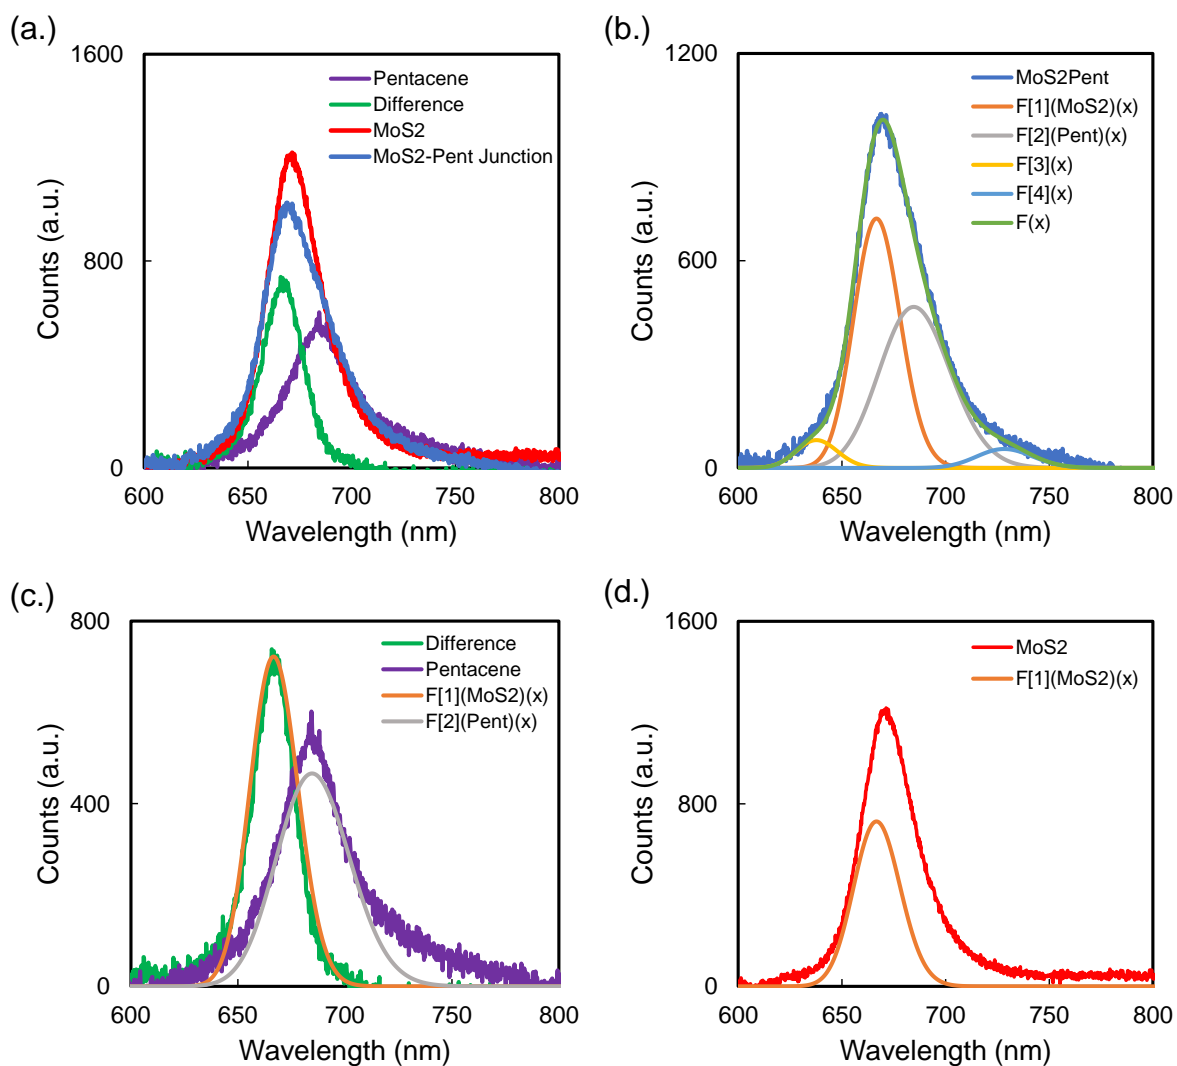 (a.)
1600
800
0
Counts (a.u.)
Pentacene
Difference
MoS2
MoS2-Pent Junction
600 650 700 750 800
Wavelength (nm)
(b.)
1200
600
0
Counts (a.u.)
MoS2Pent
F[1](MoS2)(x)
F[2](Pent)(x)
F[3](x)
F[4](x)
F(x)
600 650 700 750 800
Wavelength (nm)
(c.)
800
400
0
Counts (a.u.)
Difference
Pentacene
F[1](MoS2)(x)
F[2](Pent)(x)
600 650 700 750 800
Wavelength (nm)
(d.)
1600
800
0
Counts (a.u.)
MoS2
F[1](MoS2)(x)
600 650 700 750 800
Wavelength (nm)